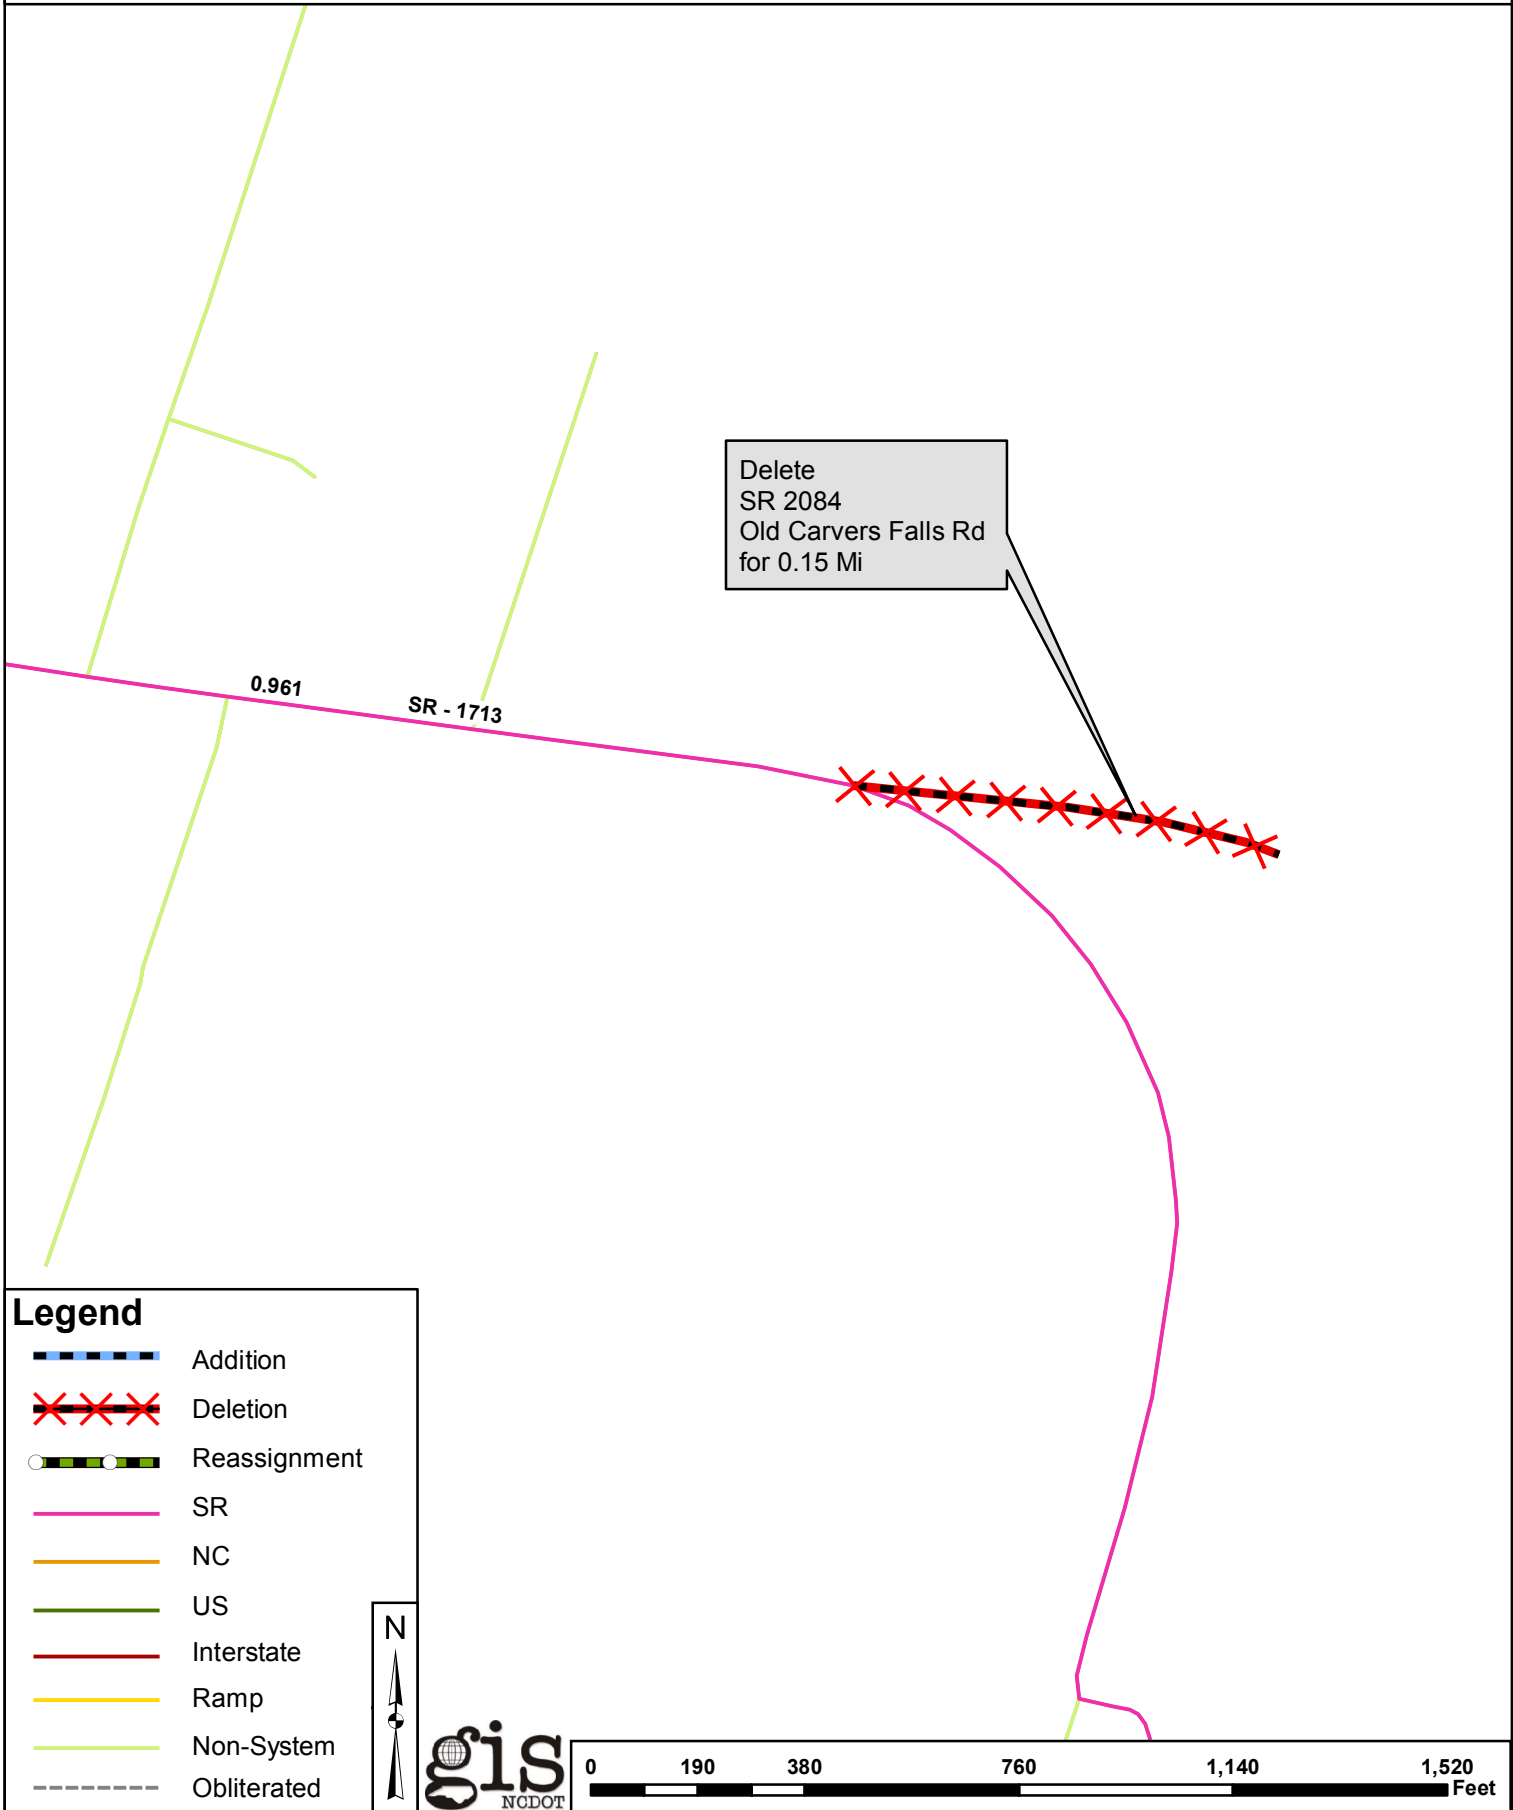 Delete
SR 2084
Old Carvers Falls Rd
for 0.15 Mi
0.961
SR - 1713
Legend
Addition
Deletion
Reassignment
SR
NC
US
Interstate
Ramp
Non-System
Obliterated
N
gis
NCDOT
0 190 380 760 1,140 1,520
Feet